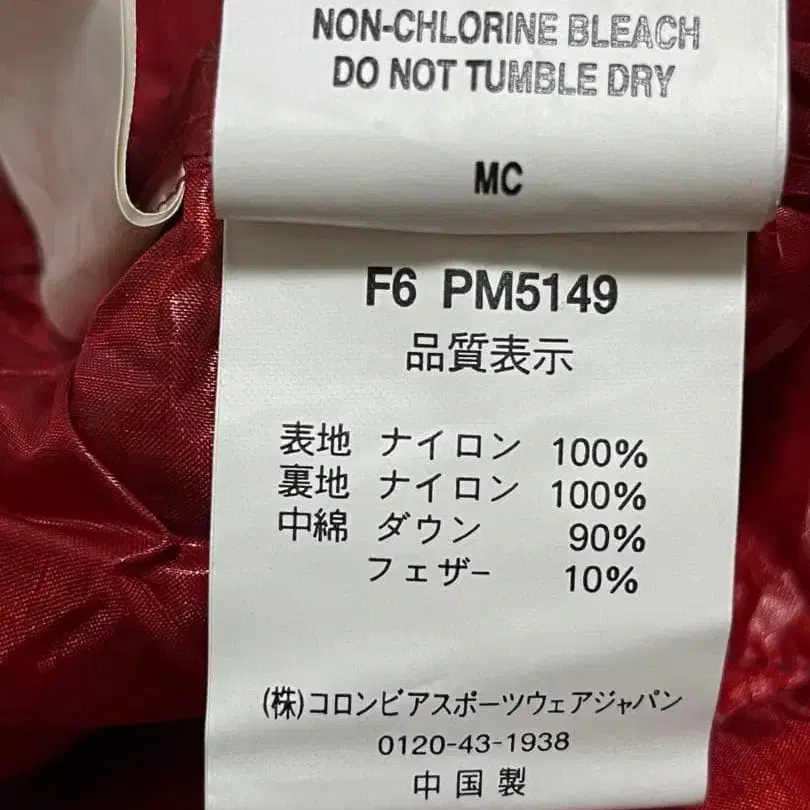 NON-CHLORINE BLEACH
DO NOT TUMBLE DRY
MC
F6 PM5149
品質表示
表地 ナイロン 100%
裏地 ナイロン 100%
中綿 ダウン 90%
フェザー 10%
(株)コロンビアスポーツウェアジャパン
0120-43-1938
中国製